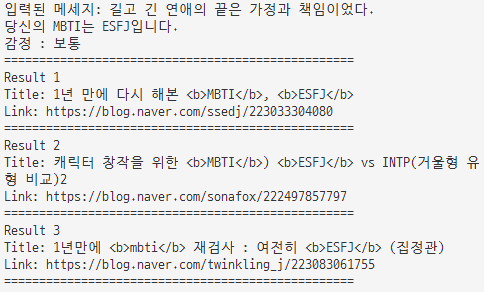 입력된 메세지: 길고 긴 연애의 끝은 가정과 책임이었다.
당신의 MBTI는 ESFJ입니다.
감정 : 보통
==================================================
Result 1
Title: 1년 만에 다시 해본 <b>MBTI</b>, <b>ESFJ</b>
Link: https://blog.naver.com/ssedj/223033304080
==================================================
Result 2
Title: 캐릭터 창작을 위한 <b>MBTI</b>) <b>ESFJ</b> vs INTP(거울형 유
형 비교)2
Link: https://blog.naver.com/sonafox/222497857797
==================================================
Result 3
Title: 1년만에 <b>mbti</b> 재검사 : 여전히 <b>ESFJ</b> (집정관)
Link: https://blog.naver.com/twinkling_j/223083061755
==================================================